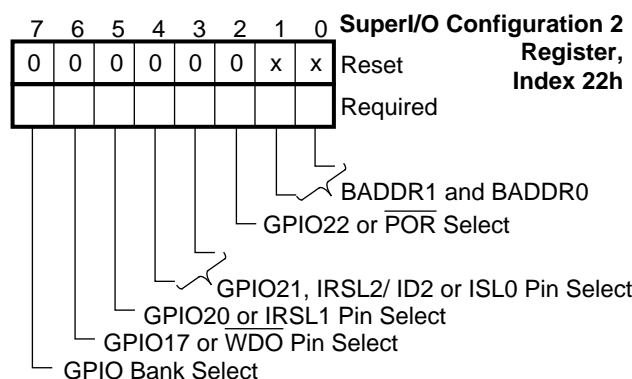 7 6 5 4 3 2 1 0 SuperI/O Configuration 2
Register,
Index 22h
0 0 0 0 0 0 x x Reset
Required
BADDR1 and BADDR0
GPIO22 or POR Select
GPIO21, IRSL2/ ID2 or ISL0 Pin Select
GPIO20 or IRSL1 Pin Select
GPIO17 or WDO Pin Select
GPIO Bank Select